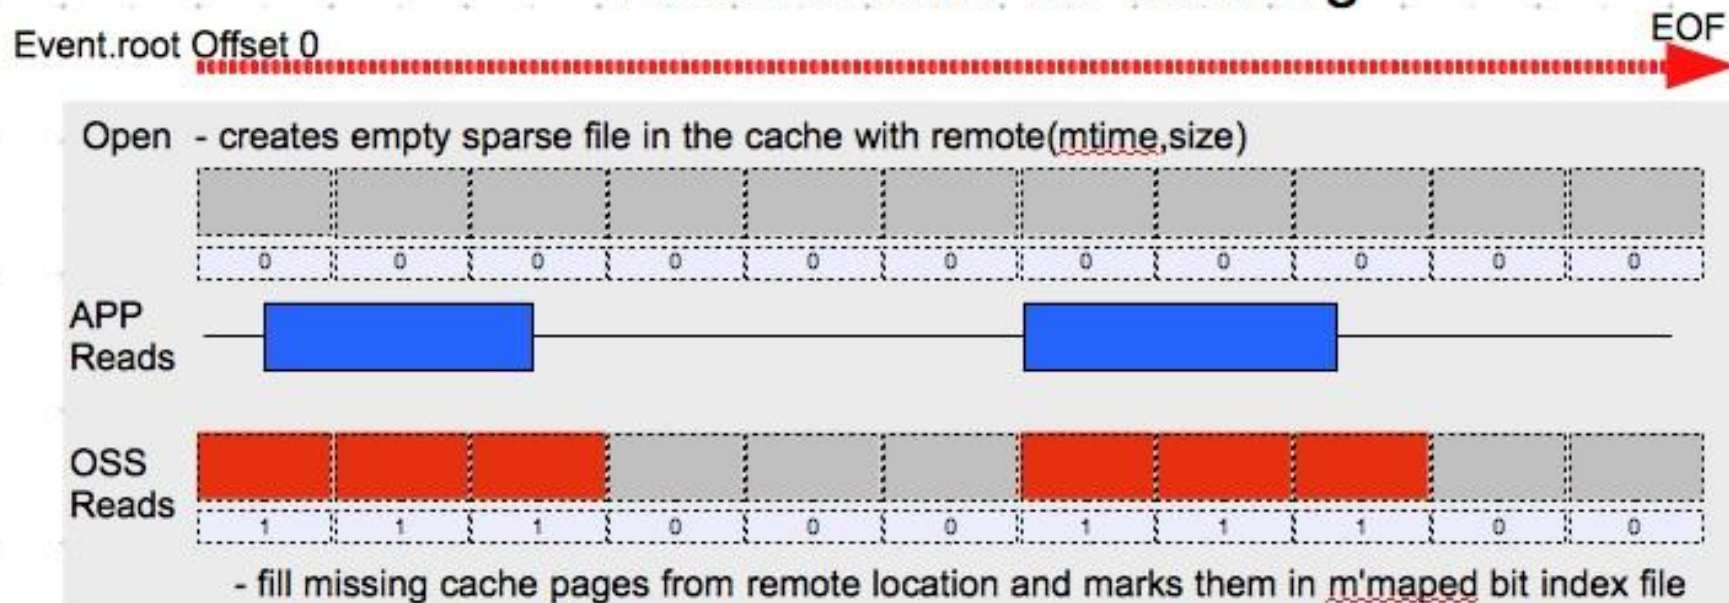 EOF
Event.root Offset 0
Open - creates empty sparse file in the cache with remote(mtime,size)
0 0 0 0 0 0 0 0 0 0 0
APP
Reads
OSS
Reads
1 1 1 0 0 0 1 1 1 0 0
- fill missing cache pages from remote location and marks them in m'maped bit index file